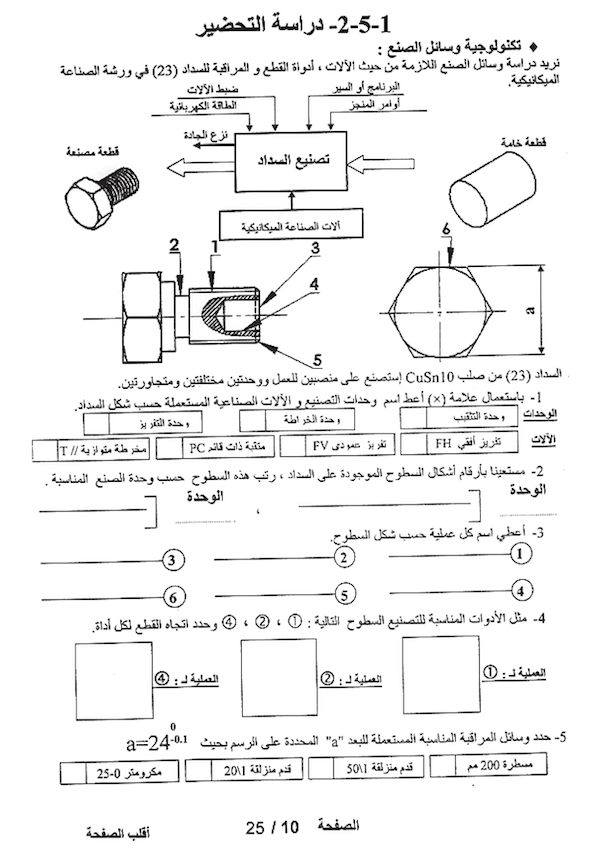 1-5-2- دراسة التحضير
♦ تكنولوجية وسائل الصنع :
نريد دراسة وسائل الصنع اللازمة من حيث الآلات ، أدواة القطع و المراقبة للسداد (23) في ورشة الصناعة
الميكانيكية.
ضبط الآلات
البرنامج أو السير
الطاقة الكهربائية
أوامر المنجز
نزع الجادة
قطعة مصنعة
تصنيع السداد
قطعة خامة
آلات الصناعة الميكانيكية
6
3
1
2
4
5
a
السداد (23) من صلب CuSn10 إستصنع على منصبين للعمل ووحدتين مختلفتين ومتجاورتين.
1- باستعمال علامة (×) أعط اسم وحدات التصنيع و الآلات الصناعية المستعملة حسب شكل السداد.
الوحدات
وحدة التثقيب
وحدة الخراطة
وحدة التفريز
الآلات
تفريز أفقي FH
تفريز عمودي FV
مثقبة ذات قائم PC
مخرطة متوازية // T
2- مستعينا بأرقام أشكال السطوح الموجودة على السداد ، رتب هذه السطوح حسب وحدة الصنع المناسبة .
الوحدة
الوحدة
،
3- أعطي اسم كل عملية حسب شكل السطوح.
1
2
3
4
5
6
4- مثل الأدوات المناسبة للتصنيع السطوح التالية : ① ، ② ، ④ وحدد اتجاه القطع لكل أداة.
العملية لـ : ①
العملية لـ : ②
العملية لـ : ④
5- حدد وسائل المراقبة المناسبة المستعملة للبعد "a" المحددة على الرسم بحيث a=24 0 -0.1
مسطرة 200 مم
قدم منزلقة 1\50
قدم منزلقة 1\20
مكرومتر 0-25
الصفحة 10 / 25
أقلب الصفحة